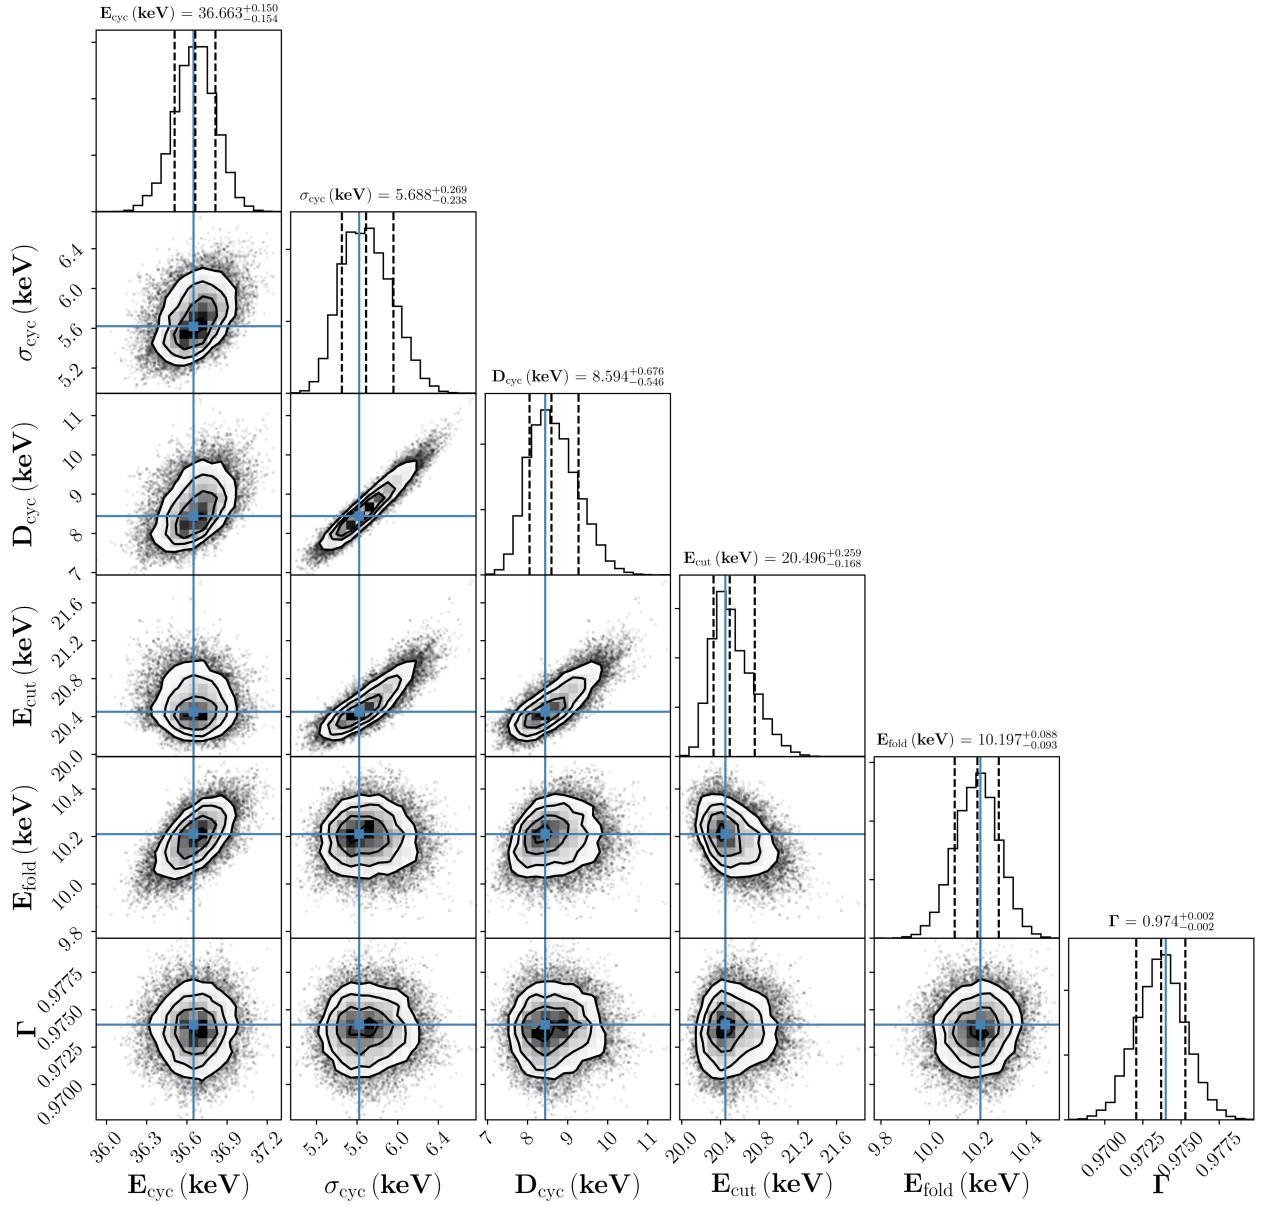 E_cyc (keV) = 36.663^{+0.150}_{−0.154}
σ_cyc (keV) = 5.688^{+0.269}_{−0.238}
D_cyc (keV) = 8.594^{+0.676}_{−0.546}
E_cut (keV) = 20.496^{+0.259}_{−0.168}
E_fold (keV) = 10.197^{+0.088}_{−0.093}
Γ = 0.974^{+0.002}_{−0.002}
σ_cyc (keV)
6.4
6.0
5.6
5.2
D_cyc (keV)
11
10
9
8
7
E_cut (keV)
21.6
21.2
20.8
20.4
20.0
E_fold (keV)
10.4
10.2
10.0
9.8
Γ
0.9775
0.9750
0.9725
0.9700
36.0 36.3 36.6 36.9 37.2
5.2 5.6 6.0 6.4
7 8 9 10 11
20.0 20.4 20.8 21.2 21.6
9.8 10.0 10.2 10.4
0.9700 0.9725 0.9750 0.9775
E_cyc (keV)
σ_cyc (keV)
D_cyc (keV)
E_cut (keV)
E_fold (keV)
Γ